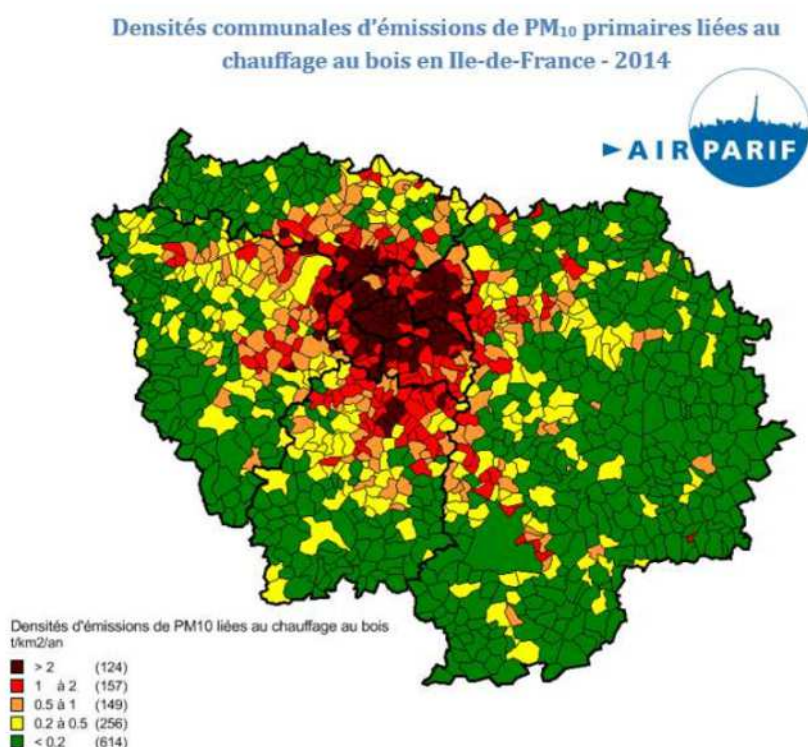 Densités communales d'émissions de PM₁₀ primaires liées au
chauffage au bois en Ile-de-France - 2014
AIRPARIF
Densités d'émissions de PM10 liées au chauffage au bois
t/km2/an
> 2 (124)
1 à 2 (157)
0.5 à 1 (149)
0.2 à 0.5 (256)
< 0.2 (614)